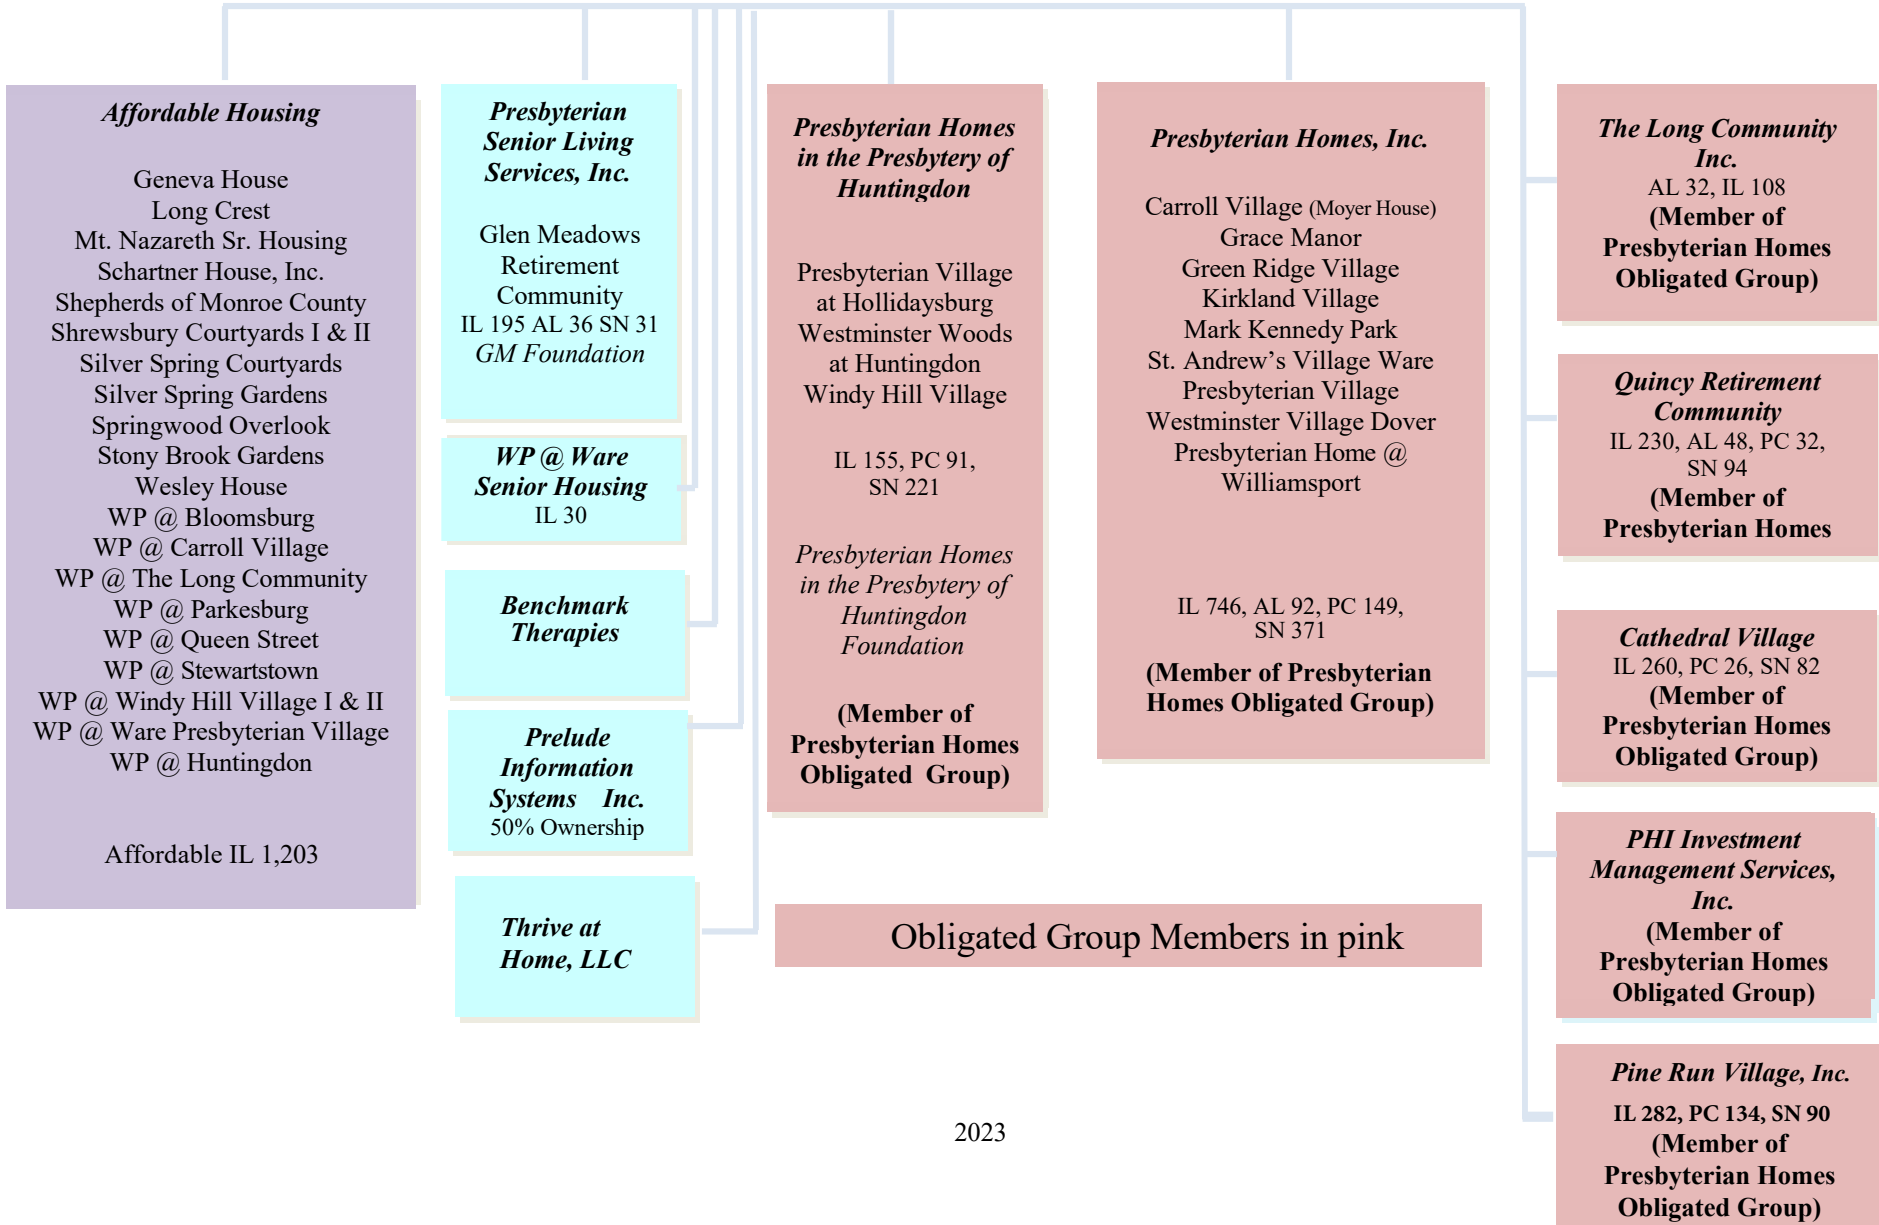 Affordable Housing
Geneva House
Long Crest
Mt. Nazareth Sr. Housing
Schartner House, Inc.
Shepherds of Monroe County
Shrewsbury Courtyards I & II
Silver Spring Courtyards
Silver Spring Gardens
Springwood Overlook
Stony Brook Gardens
Wesley House
WP @ Bloomsburg
WP @ Carroll Village
WP @ The Long Community
WP @ Parkesburg
WP @ Queen Street
WP @ Stewartstown
WP @ Windy Hill Village I & II
WP @ Ware Presbyterian Village
WP @ Huntingdon
Affordable IL 1,203
Presbyterian
Senior Living
Services, Inc.
Glen Meadows
Retirement
Community
IL 195 AL 36 SN 31
GM Foundation
WP @ Ware
Senior Housing
IL 30
Benchmark
Therapies
Prelude
Information
Systems Inc.
50% Ownership
Thrive at
Home, LLC
Presbyterian Homes
in the Presbytery of
Huntingdon
Presbyterian Village
at Hollidaysburg
Westminster Woods
at Huntingdon
Windy Hill Village
IL 155, PC 91,
SN 221
Presbyterian Homes
in the Presbytery of
Huntingdon
Foundation
(Member of
Presbyterian Homes
Obligated Group)
Presbyterian Homes, Inc.
Carroll Village (Moyer House)
Grace Manor
Green Ridge Village
Kirkland Village
Mark Kennedy Park
St. Andrew’s Village Ware
Presbyterian Village
Westminster Village Dover
Presbyterian Home @
Williamsport
IL 746, AL 92, PC 149,
SN 371
(Member of Presbyterian
Homes Obligated Group)
Obligated Group Members in pink
The Long Community
Inc.
AL 32, IL 108
(Member of
Presbyterian Homes
Obligated Group)
Quincy Retirement
Community
IL 230, AL 48, PC 32,
SN 94
(Member of
Presbyterian Homes
Cathedral Village
IL 260, PC 26, SN 82
(Member of
Presbyterian Homes
Obligated Group)
PHI Investment
Management Services,
Inc.
(Member of
Presbyterian Homes
Obligated Group)
Pine Run Village, Inc.
IL 282, PC 134, SN 90
(Member of
Presbyterian Homes
Obligated Group)
2023